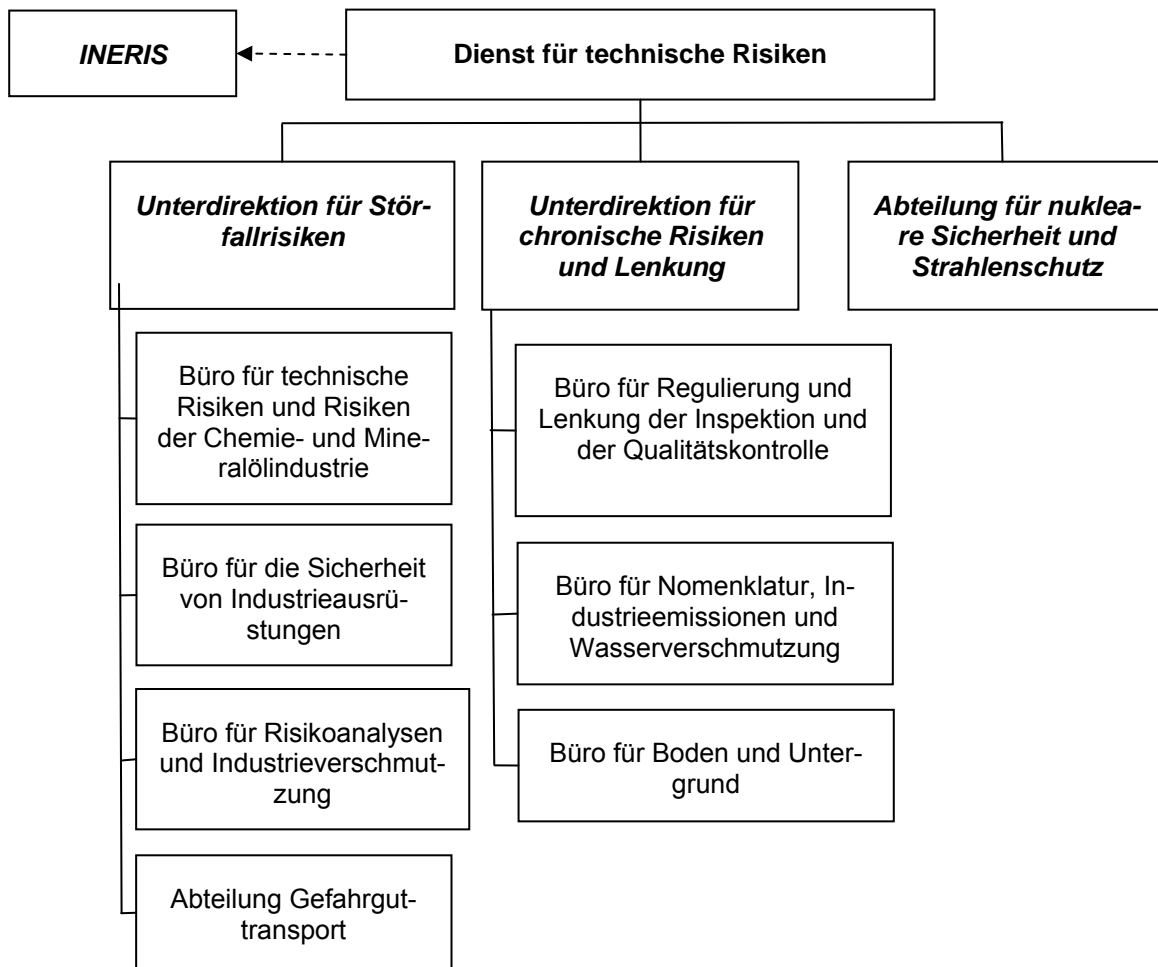 INERIS
Dienst für technische Risiken
Unterdirektion für Stör-
fallrisiken
Unterdirektion für
chronische Risiken
und Lenkung
Abteilung für nuklea-
re Sicherheit und
Strahlenschutz
Büro für technische
Risiken und Risiken
der Chemie- und Mine-
ralölindustrie
Büro für die Sicherheit
von Industrieausrü-
stungen
Büro für Risikoanalysen
und Industrieverschmut-
zung
Abteilung Gefahrgut-
transport
Büro für Regulierung und
Lenkung der Inspektion und
der Qualitätskontrolle
Büro für Nomenklatur, In-
dustrieemissionen und
Wasserverschmutzung
Büro für Boden und Unter-
grund